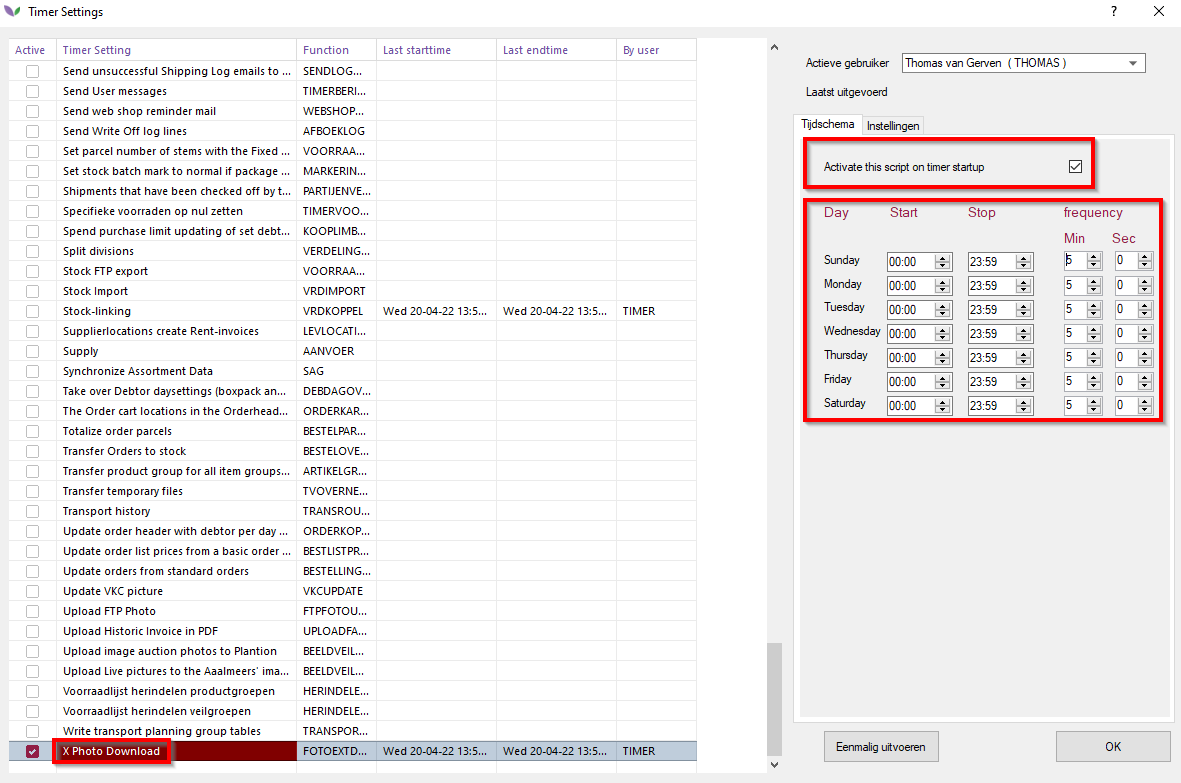 Timer Settings
?
Active Timer Setting Function Last starttime Last endtime By user
Send unsuccessful Shipping Log emails to ... SENDLOG...
Send User messages TIMERBERI...
Send web shop reminder mail WEBSHOP...
Send Write Off log lines AFBOEKLOG
Set parcel number of stems with the Fixed ... VOORRAA...
Set stock batch mark to normal if package ... MARKERIN...
Shipments that have been checked off by t... PARTIJENVE...
Specifieke voorraden op nul zetten TIMERVOO...
Spend purchase limit updating of set debt... KOOPLIMB...
Split divisions VERDELING...
Stock FTP export VOORRAA...
Stock Import VRDIMPORT
Stock-linking VRDKOPPEL Wed 20-04-22 13:5... Wed 20-04-22 13:5... TIMER
Supplierlocations create Rent-invoices LEVLOCATI...
Supply AANVOER
Synchronize Assortment Data SAG
Take over Debtor daysettings (boxpack an... DEBDAGOV...
The Order cart locations in the Orderhead... ORDERKAR...
Totalize order parcels BESTELPAR...
Transfer Orders to stock BESTELOVE...
Transfer product group for all item groups... ARTIKELGR...
Transfer temporary files TVOVERNE...
Transport history TRANSROU...
Update order header with debtor per day ... ORDERKOP...
Update order list prices from a basic order ... BESTLISTPR...
Update orders from standard orders BESTELLING...
Update VKC picture VKCUPDATE
Upload FTP Photo FTPFOTOU...
Upload Historic Invoice in PDF UPLOADFA...
Upload image auction photos to Plantion BEELDVEIL...
Upload Live pictures to the Aaalmeers' ima... BEELDVEIL...
Voorraadlijst herindelen productgroepen HERINDELE...
Voorraadlijst herindelen veilgroepen HERINDELE...
Write transport planning group tables TRANSPOR...
X Photo Download FOTOEXTD... Wed 20-04-22 13:5... Wed 20-04-22 13:5... TIMER
Actieve gebruiker Thomas van Gerven ( THOMAS )
Laatst uitgevoerd
Tijdschema Instellingen
Activate this script on timer startup
Day Start Stop frequency
Min Sec
Sunday 00:00 23:59 5 0
Monday 00:00 23:59 5 0
Tuesday 00:00 23:59 5 0
Wednesday 00:00 23:59 5 0
Thursday 00:00 23:59 5 0
Friday 00:00 23:59 5 0
Saturday 00:00 23:59 5 0
Eenmalig uitvoeren OK